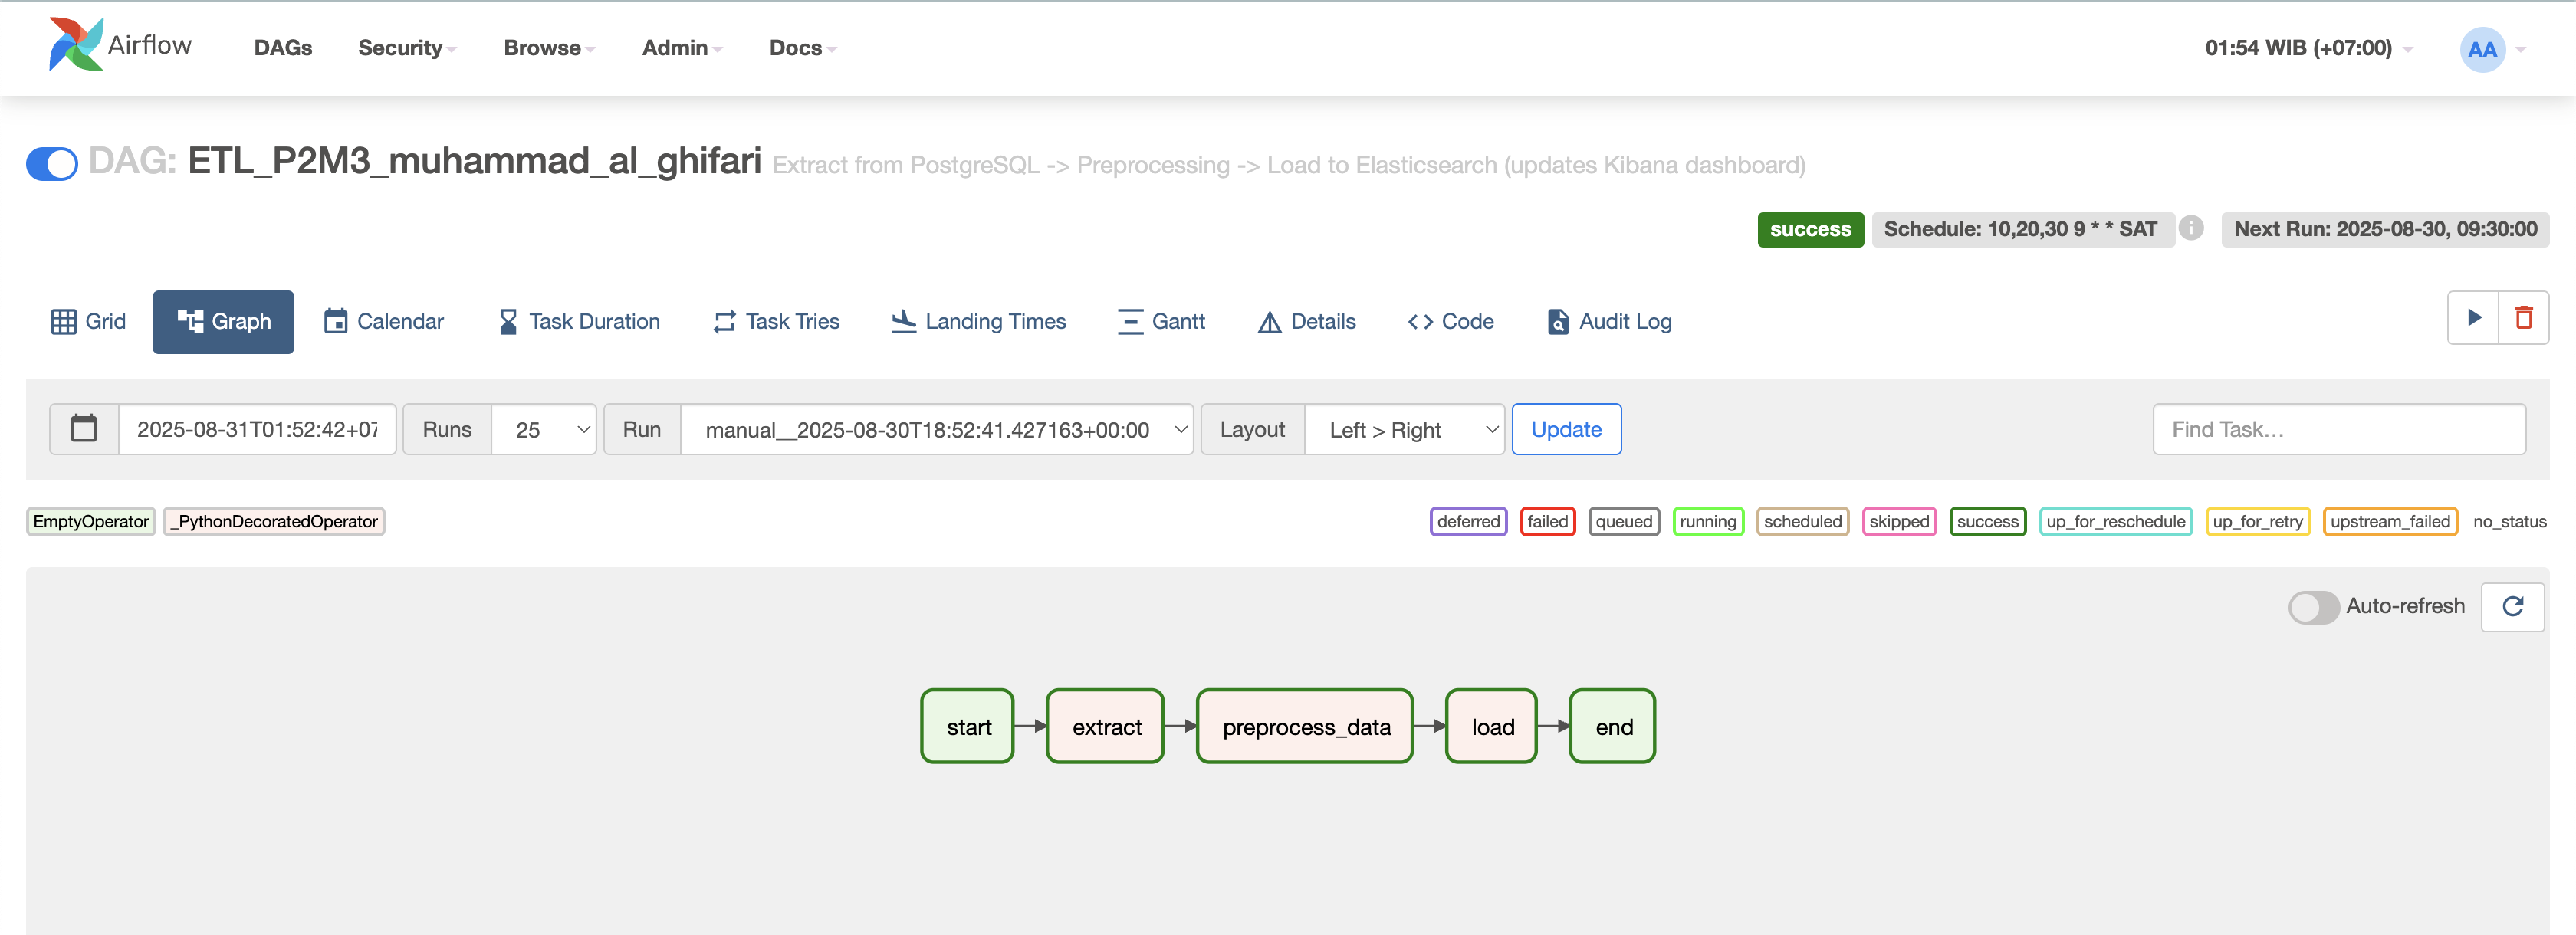 Airflow DAGs Security Browse Admin Docs 01:54 WIB (+07:00) AA
DAG: ETL_P2M3_muhammad_al_ghifari Extract from PostgreSQL -> Preprocessing -> Load to Elasticsearch (updates Kibana dashboard)
success Schedule: 10,20,30 9 * * SAT i Next Run: 2025-08-30, 09:30:00
Grid Graph Calendar Task Duration Task Tries Landing Times Gantt Details Code Audit Log
2025-08-31T01:52:42+07 Runs 25 Run manual__2025-08-30T18:52:41.427163+00:00 Layout Left > Right Update Find Task...
EmptyOperator _PythonDecoratedOperator deferred failed queued running scheduled skipped success up_for_reschedule up_for_retry upstream_failed no_status
Auto-refresh
start extract preprocess_data load end